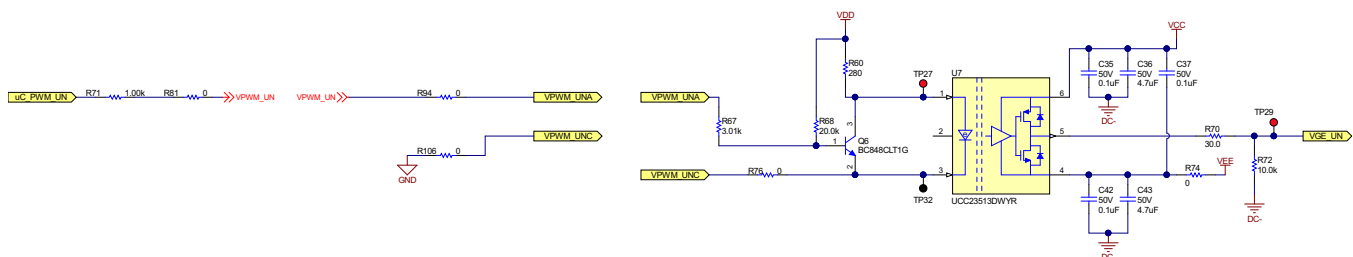 uC_PWM_UN
R71
1.00k
R81
0
VPWM_UN
VPWM_UN
R94
0
VPWM_UNA
R106
0
GND
VPWM_UNC
VPWM_UNA
R67
3.01k
VPWM_UNC
R76
0
VDD
R60
280
R68
20.0k
3
1
Q6
BC848CLT1G
2
TP27
TP32
U7
1
2
3
6
5
4
UCC23513DWYR
VCC
C35
50V
0.1uF
C36
50V
4.7uF
C37
50V
0.1uF
DC-
R70
30.0
TP29
VGE_UN
R72
10.0k
DC-
VEE
R74
0
C42
50V
0.1uF
C43
50V
4.7uF
DC-